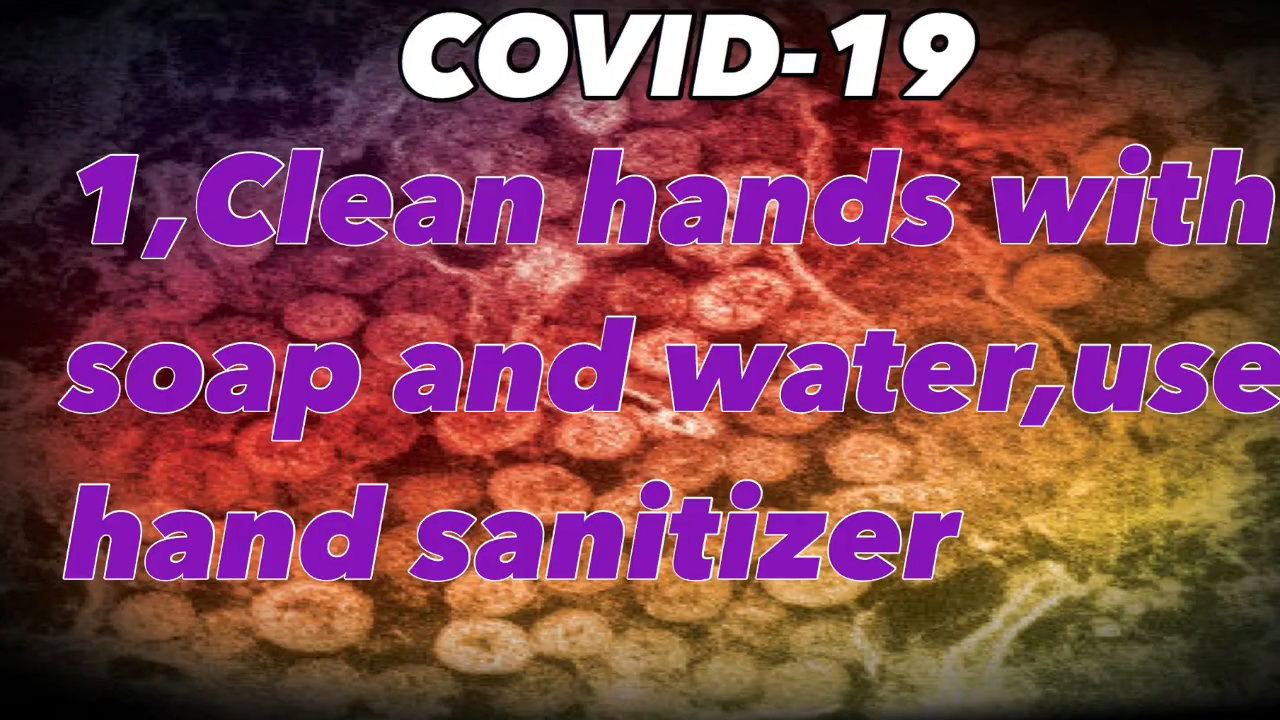 COVID-19
1,Clean hands with
soap and water,use
hand sanitizer